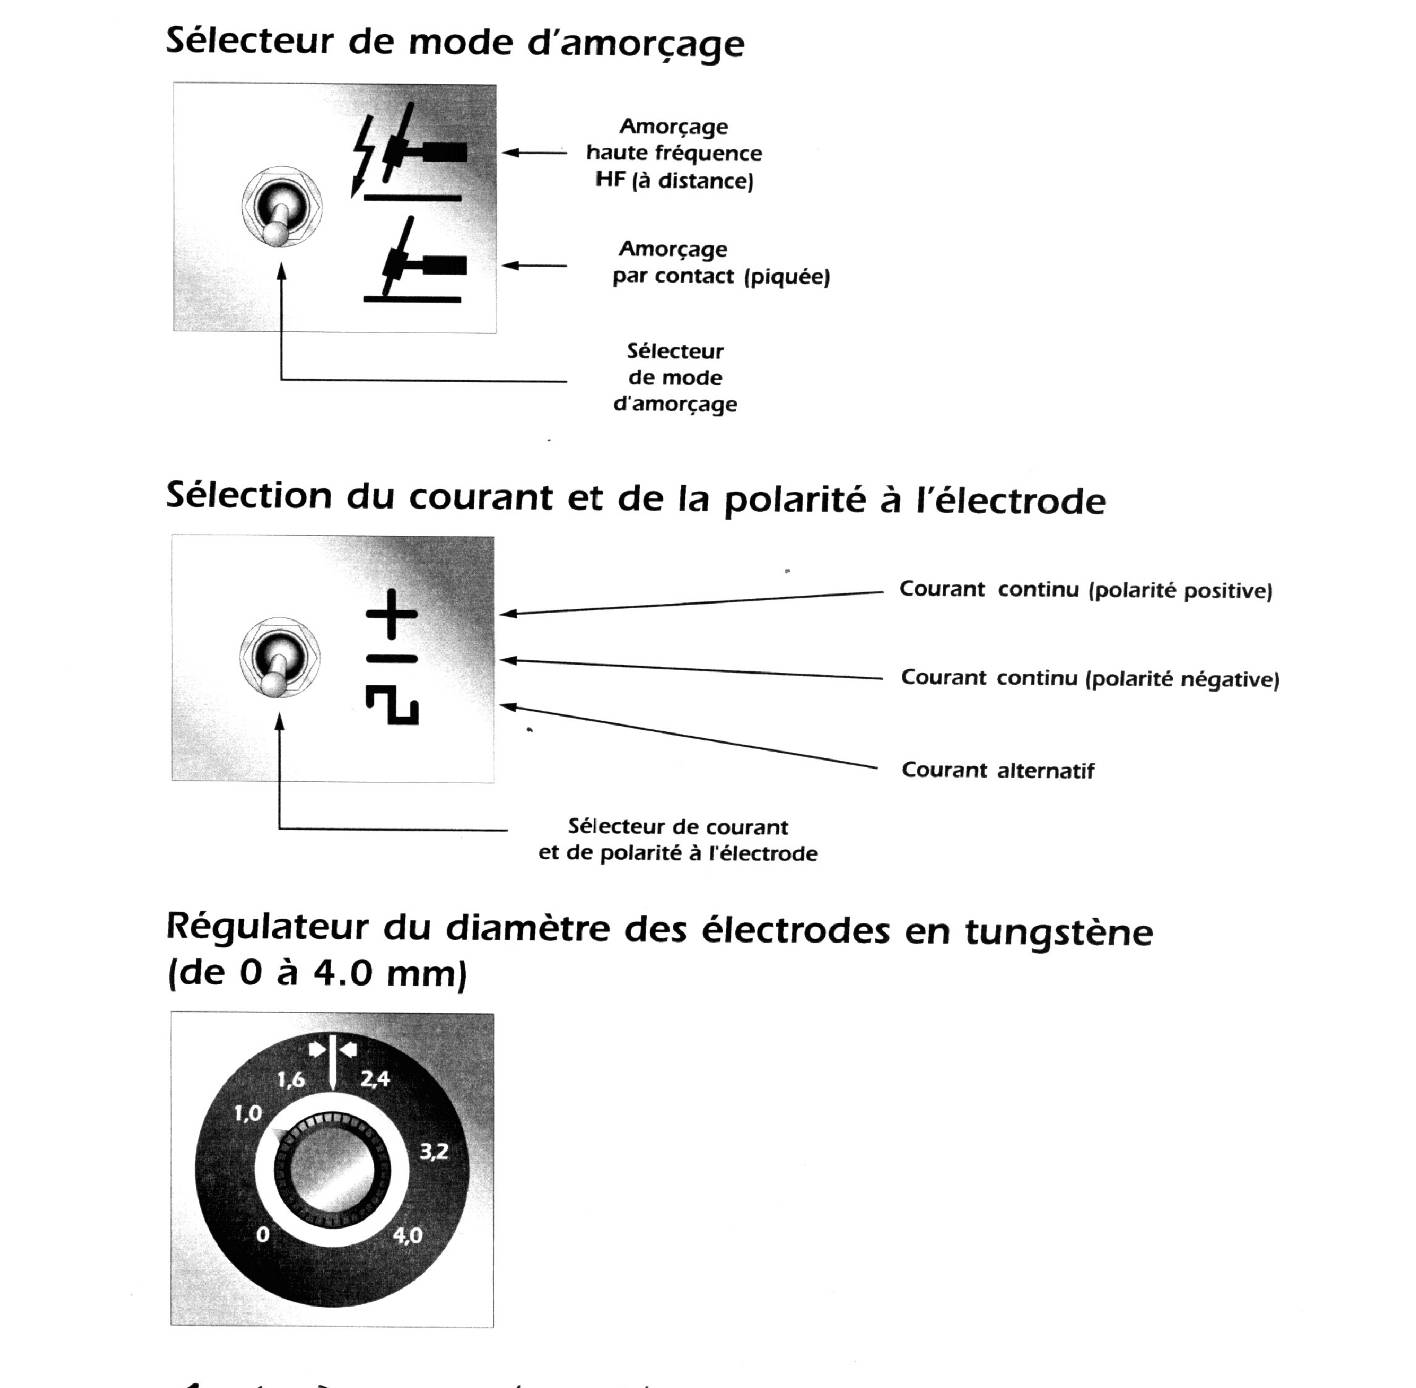 Sélecteur de mode d'amorçage
Amorçage
haute fréquence
HF (à distance)
Amorçage
par contact (piquée)
Sélecteur
de mode
d'amorçage
Sélection du courant et de la polarité à l'électrode
Courant continu (polarité positive)
Courant continu (polarité négative)
Courant alternatif
Sélecteur de courant
et de polarité à l'électrode
Régulateur du diamètre des électrodes en tungstène
(de 0 à 4.0 mm)
1,6
2,4
1,0
3,2
0
4,0